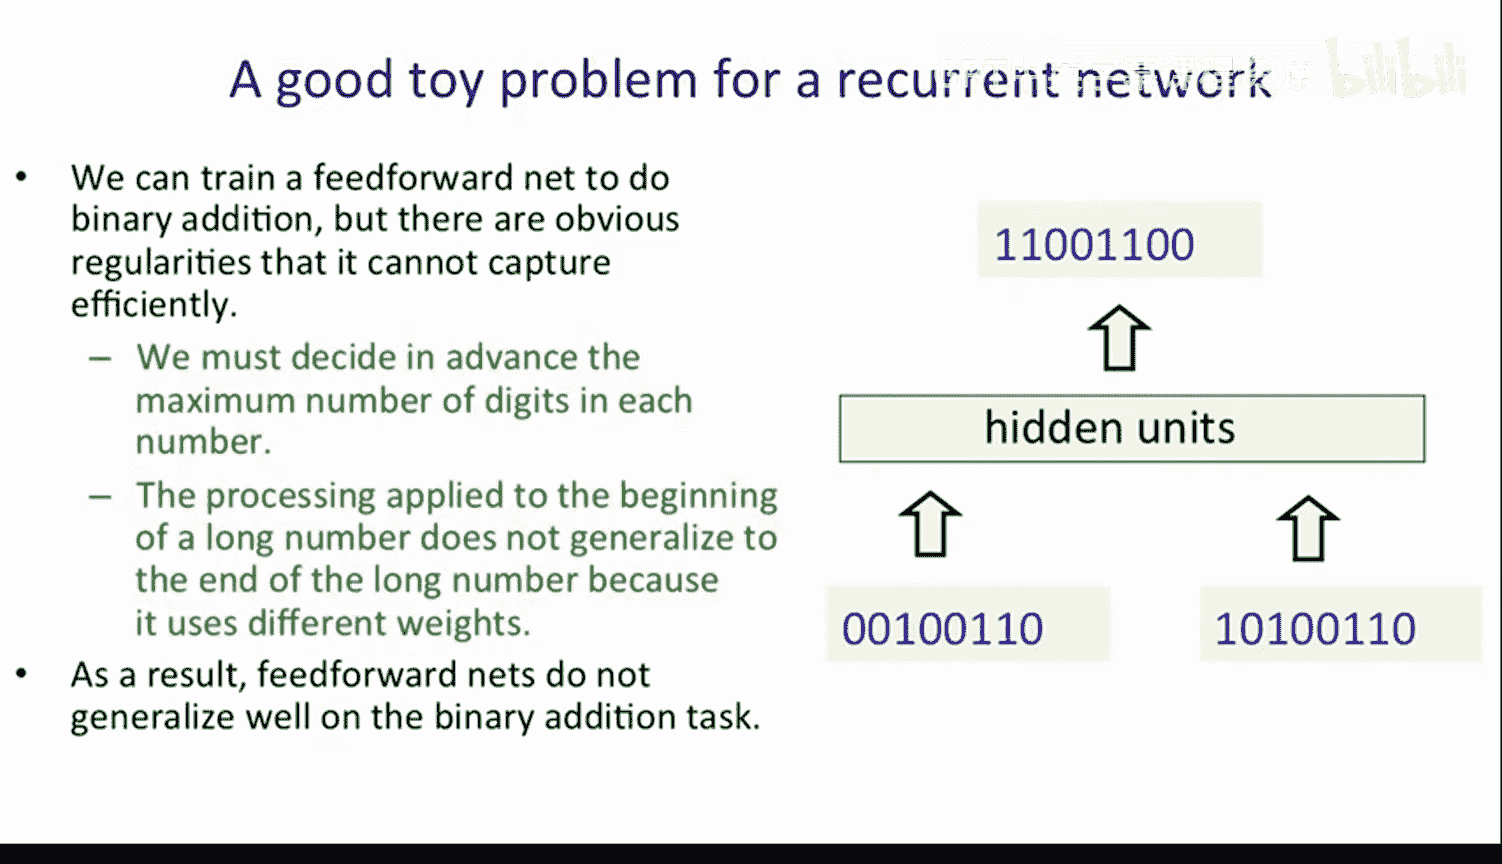 A good toy problem for a recurrent network
bilibili
• We can train a feedforward net to do
binary addition, but there are obvious
regularities that it cannot capture
efficiently.
– We must decide in advance the
maximum number of digits in each
number.
– The processing applied to the beginning
of a long number does not generalize to
the end of the long number because
it uses different weights.
• As a result, feedforward nets do not
generalize well on the binary addition task.
11001100
hidden units
00100110
10100110